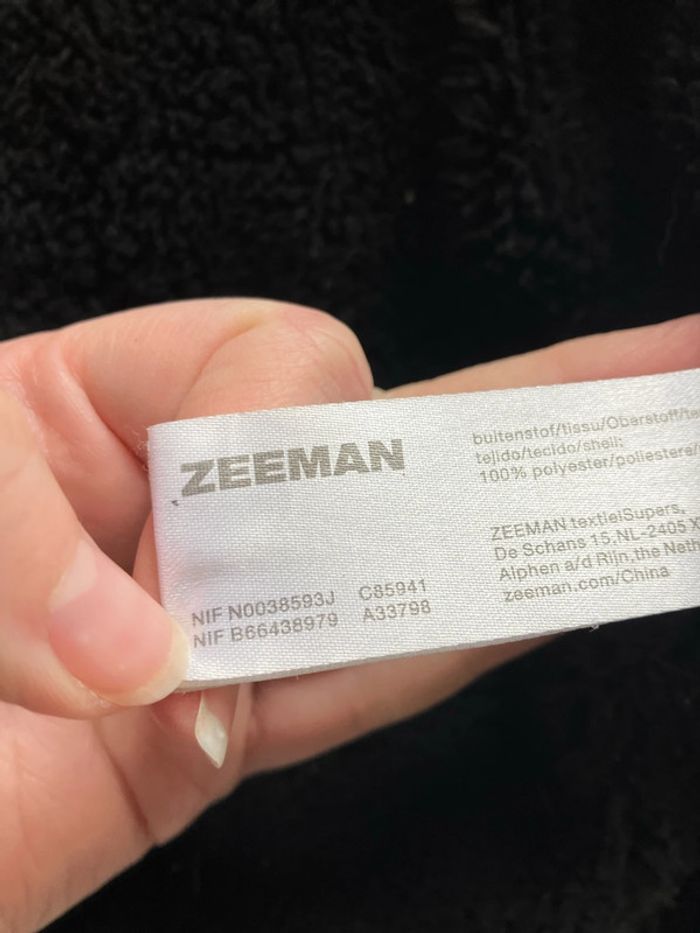 ZEEMAN
NIF N0038593J C85941
NIF B66438979 A33798
buitenstof/tissu/Oberstoff/
tejido/tecido/shell:
100% polyester/poliestere/
ZEEMAN textielSupers,
De Schans 15,NL-2405
Alphen a/d Rijn,the Neth
zeeman.com/China